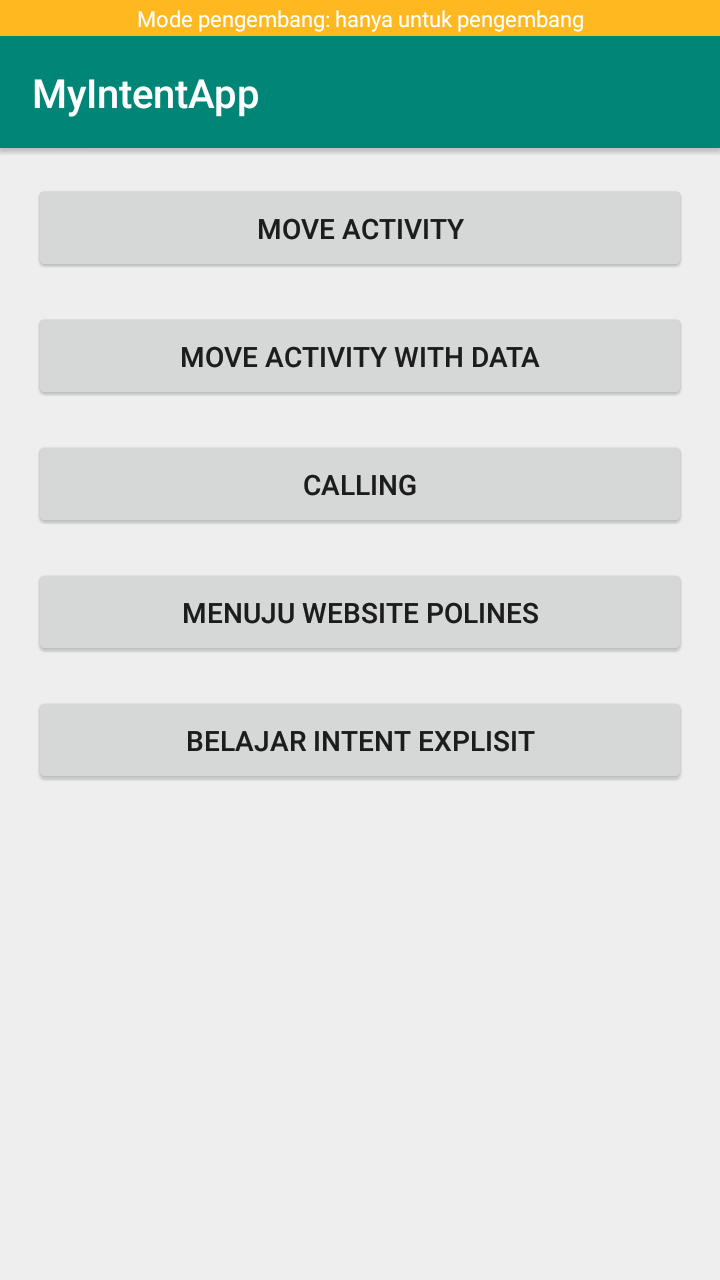 Mode pengembang: hanya untuk pengembang
MyIntentApp
MOVE ACTIVITY
MOVE ACTIVITY WITH DATA
CALLING
MENUJU WEBSITE POLINES
BELAJAR INTENT EXPLISIT